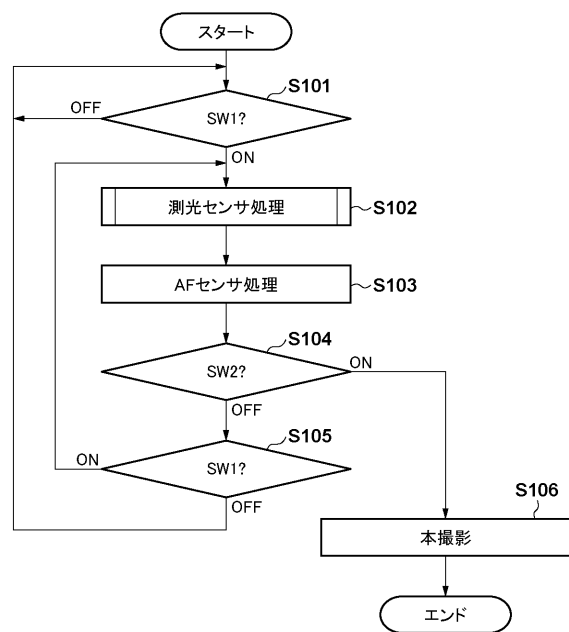 スタート
S101
OFF
SW1?
ON
測光センサ処理
S102
AFセンサ処理
S103
S104
ON
SW2?
OFF
S105
ON
SW1?
OFF
S106
本撮影
エンド